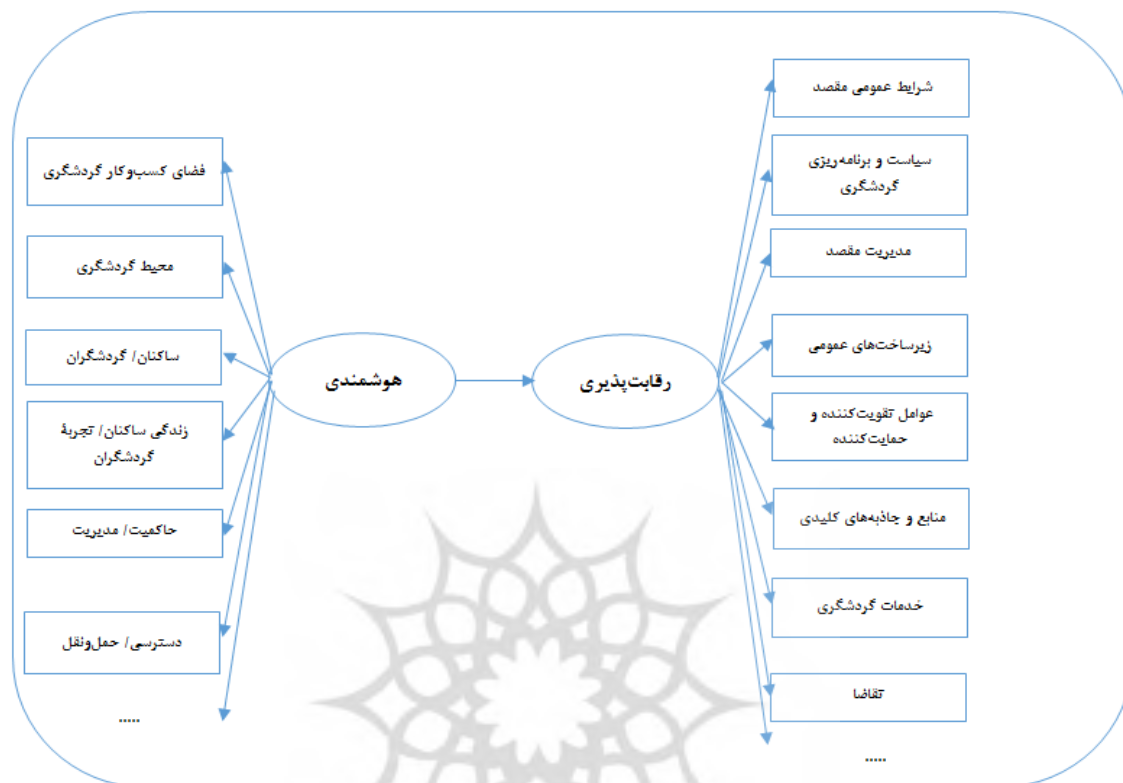 شرایط عمومی مقصد
سیاست و برنامه‌ریزی
گردشگری
مدیریت مقصد
زیرساخت‌های عمومی
عوامل تقویت‌کننده و
حمایت‌کننده
منابع و جاذبه‌های کلیدی
خدمات گردشگری
تقاضا
.....
رقابت‌پذیری
هوشمندی
فضای کسب‌وکار گردشگری
محیط گردشگری
ساکنان/ گردشگران
زندگی ساکنان/ تجربۀ
گردشگران
حاکمیت/ مدیریت
دسترسی/ حمل‌ونقل
.....